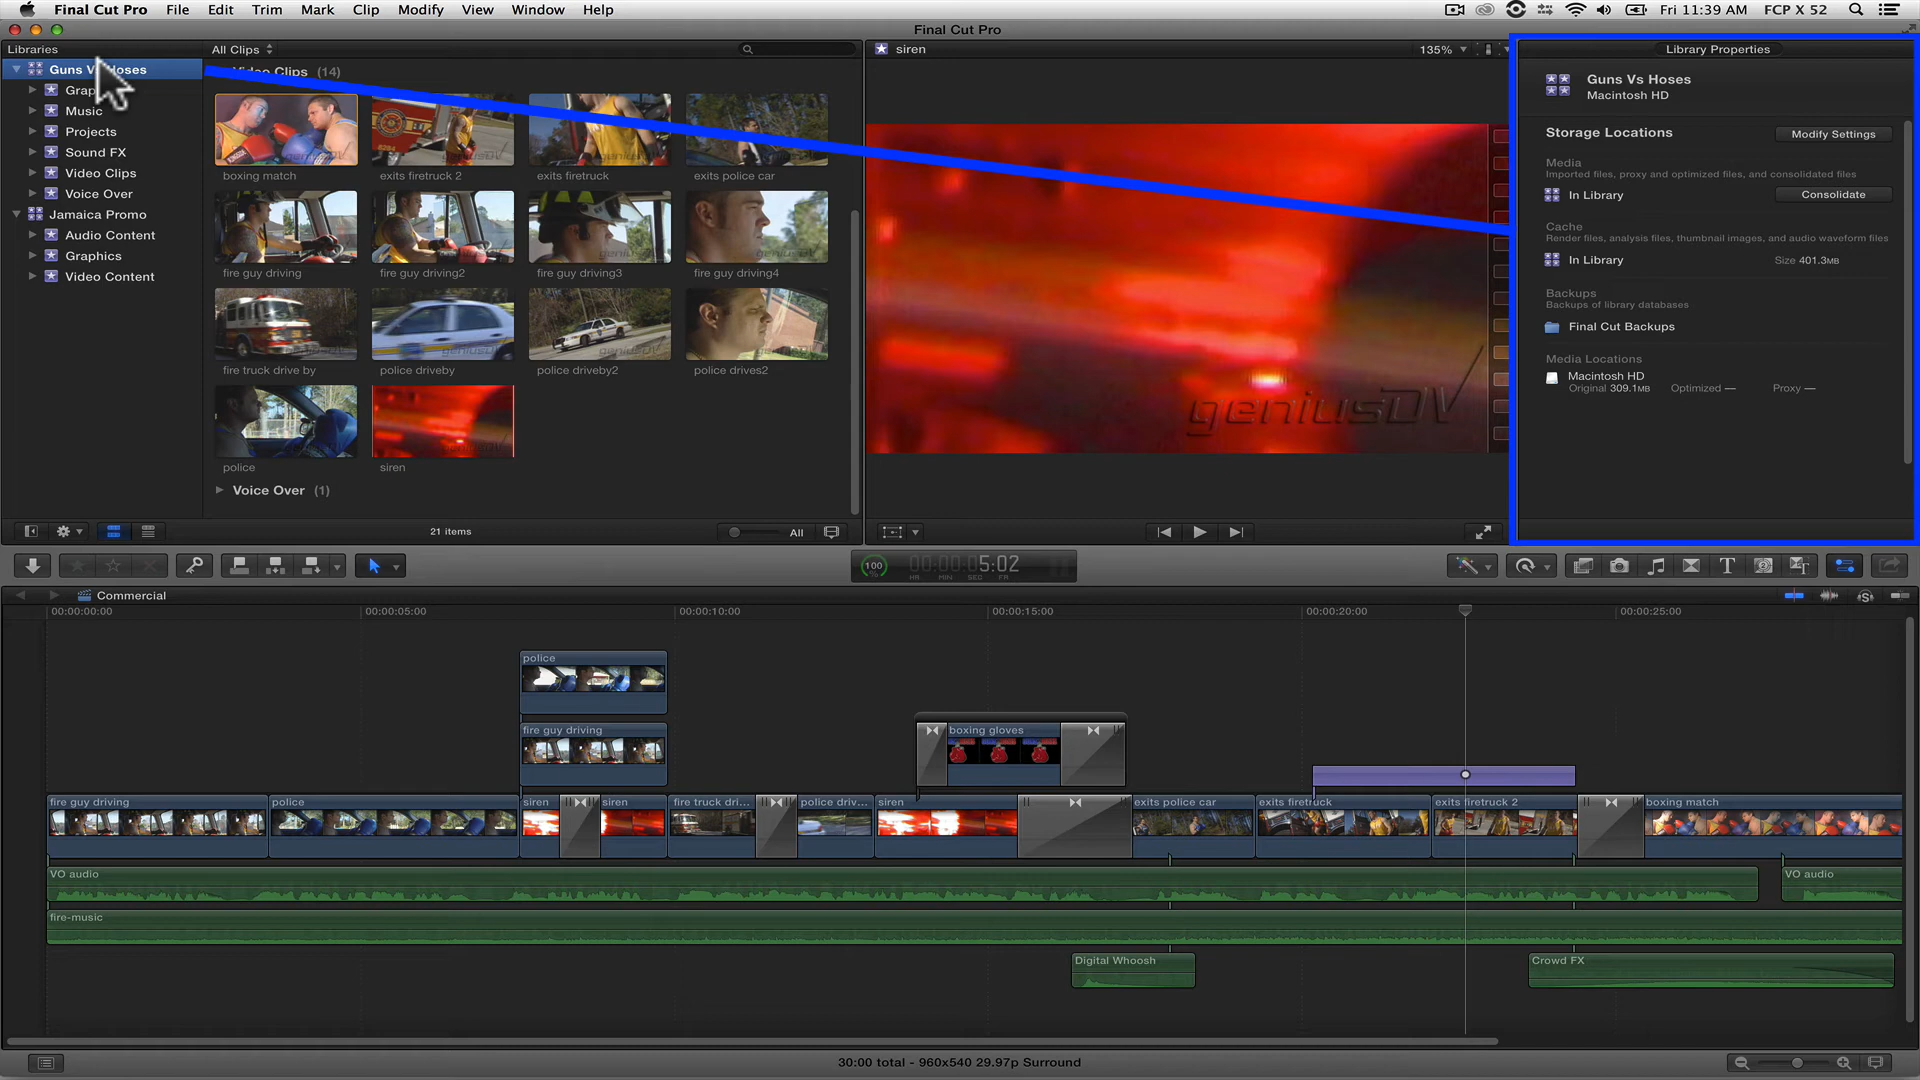 Final Cut Pro File Edit Trim Mark Clip Modify View Window Help Fri 11:39 AM FCP X 52
Final Cut Pro
Libraries
All Clips
siren
135%
Library Properties
Guns Vs Hoses
Music
Projects
Sound FX
Video Clips
Voice Over
Jamaica Promo
Audio Content
Graphics
Video Content
Video Clips (14)
boxing match
exits firetruck 2
exits firetruck
exits police car
fire guy driving
fire guy driving2
fire guy driving3
fire guy driving4
fire truck drive by
police driveby
police driveby2
police drives2
police
siren
Voice Over (1)
21 items
All
geniusDV
Guns Vs Hoses
Macintosh HD
Storage Locations
Modify Settings
Media
Imported files, proxy and optimized files, and consolidated files
In Library
Consolidate
Cache
Render files, analysis files, thumbnail images, and audio waveform files
In Library
Size 401.3MB
Backups
Backups of library databases
Final Cut Backups
Media Locations
Macintosh HD
Original 309.1MB Optimized — Proxy —
100
%
00:00:00:05:02
HR MIN SEC FR
Commercial
00:00:00:00
00:00:05:00
00:00:10:00
00:00:15:00
00:00:20:00
00:00:25:00
police
fire guy driving
boxing gloves
fire guy driving
police
siren
siren
fire truck dri...
police driv...
siren
exits police car
exits firetruck
exits firetruck 2
boxing match
VO audio
VO audio
fire-music
Digital Whoosh
Crowd FX
30:00 total - 960x540 29.97p Surround